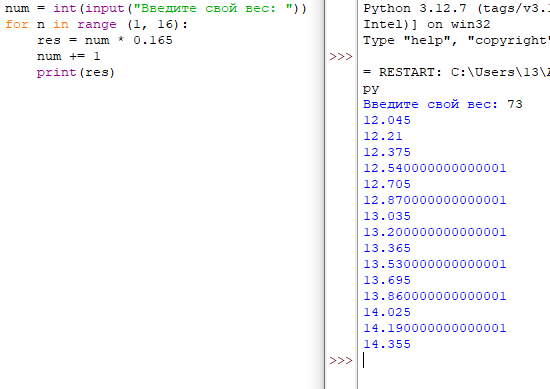 num = int(input("Введите свой вес: "))
for n in range (1, 16):
    res = num * 0.165
    num += 1
    print(res)
Python 3.12.7 (tags/v3.1
Intel)] on win32
Type "help", "copyright"
>>>
= RESTART: C:\Users\13\
py
Введите свой вес: 73
12.045
12.21
12.375
12.540000000000001
12.705
12.870000000000001
13.035
13.200000000000001
13.365
13.530000000000001
13.695
13.860000000000001
14.025
14.190000000000001
14.355
>>>